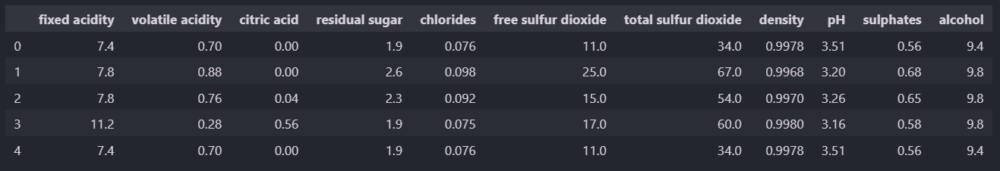 fixed acidity volatile acidity citric acid residual sugar chlorides free sulfur dioxide total sulfur dioxide density pH sulphates alcohol
0 7.4 0.70 0.00 1.9 0.076 11.0 34.0 0.9978 3.51 0.56 9.4
1 7.8 0.88 0.00 2.6 0.098 25.0 67.0 0.9968 3.20 0.68 9.8
2 7.8 0.76 0.04 2.3 0.092 15.0 54.0 0.9970 3.26 0.65 9.8
3 11.2 0.28 0.56 1.9 0.075 17.0 60.0 0.9980 3.16 0.58 9.8
4 7.4 0.70 0.00 1.9 0.076 11.0 34.0 0.9978 3.51 0.56 9.4